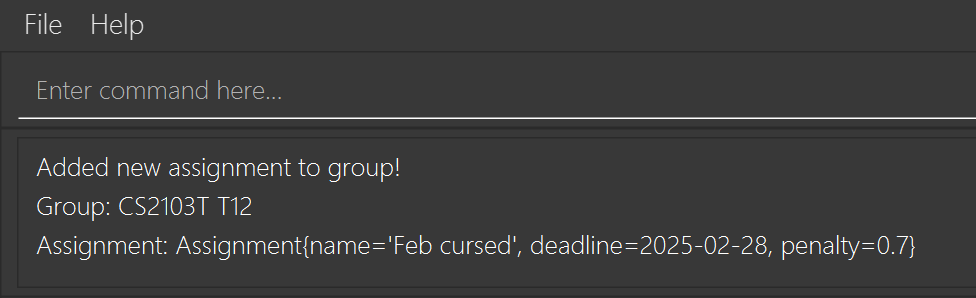 File Help
Enter command here...
Added new assignment to group!
Group: CS2103T T12
Assignment: Assignment{name='Feb cursed', deadline=2025-02-28, penalty=0.7}